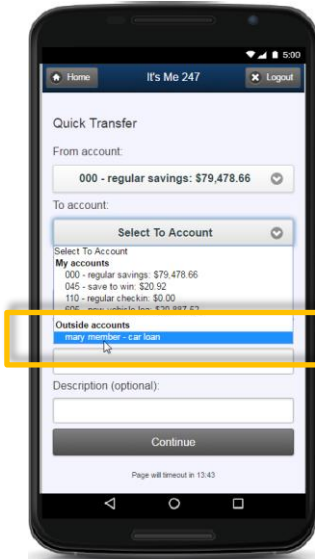 5:00
Home It's Me 247 Logout
Quick Transfer
From account:
000 - regular savings: $79,478.66
To account:
Select To Account
Select To Account
My accounts
000 - regular savings: $79,478.66
045 - save to win: $20.92
110 - regular checkin: $0.00
Outside accounts
mary member - car loan
Description (optional):
Continue
Page will timeout in 13:43